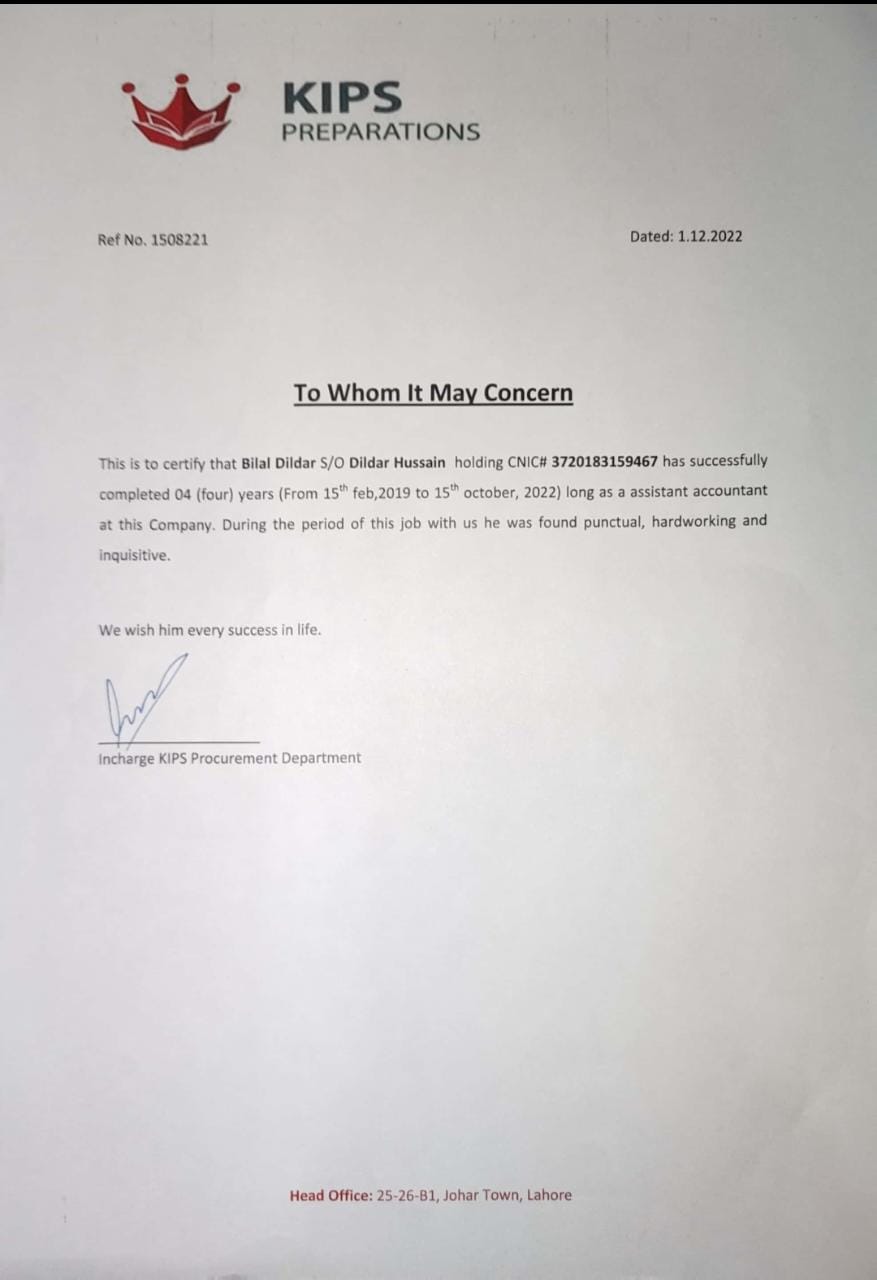 KIPS
PREPARATIONS
Ref No. 1508221
Dated: 1.12.2022
To Whom It May Concern
This is to certify that Bilal Dildar S/O Dildar Hussain holding CNIC# 3720183159467 has successfully
completed 04 (four) years (From 15th feb,2019 to 15th october, 2022) long as a assistant accountant
at this Company. During the period of this job with us he was found punctual, hardworking and
inquisitive.
We wish him every success in life.
Incharge KIPS Procurement Department
Head Office: 25-26-B1, Johar Town, Lahore